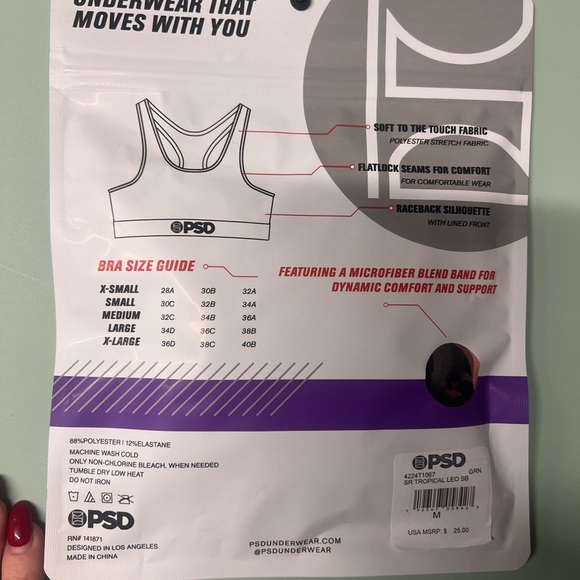 UNDERWEAR THAT
MOVES WITH YOU
SOFT TO THE TOUCH FABRIC
POLYESTER STRETCH FABRIC
FLATLOCK SEAMS FOR COMFORT
FOR COMFORTABLE WEAR
RACEBACK SILHOUETTE
WITH LINED FRONT
PSD
BRA SIZE GUIDE
X-SMALL 28A 30B 32A
SMALL 30C 32B 34A
MEDIUM 32C 34B 36A
LARGE 34D 36C 38B
X-LARGE 36D 38C 40B
FEATURING A MICROFIBER BLEND BAND FOR
DYNAMIC COMFORT AND SUPPORT
88%POLYESTER | 12%ELASTANE
MACHINE WASH COLD
ONLY NON-CHLORINE BLEACH, WHEN NEEDED
TUMBLE DRY LOW HEAT
DO NOT IRON
PSD
RN# 141871
DESIGNED IN LOS ANGELES
MADE IN CHINA
PSDUNDERWEAR.COM
@PSDUNDERWEAR
PSD
4224T1067 GRN
SR TROPICAL LEO SB
M
USA MSRP: $ 25.00